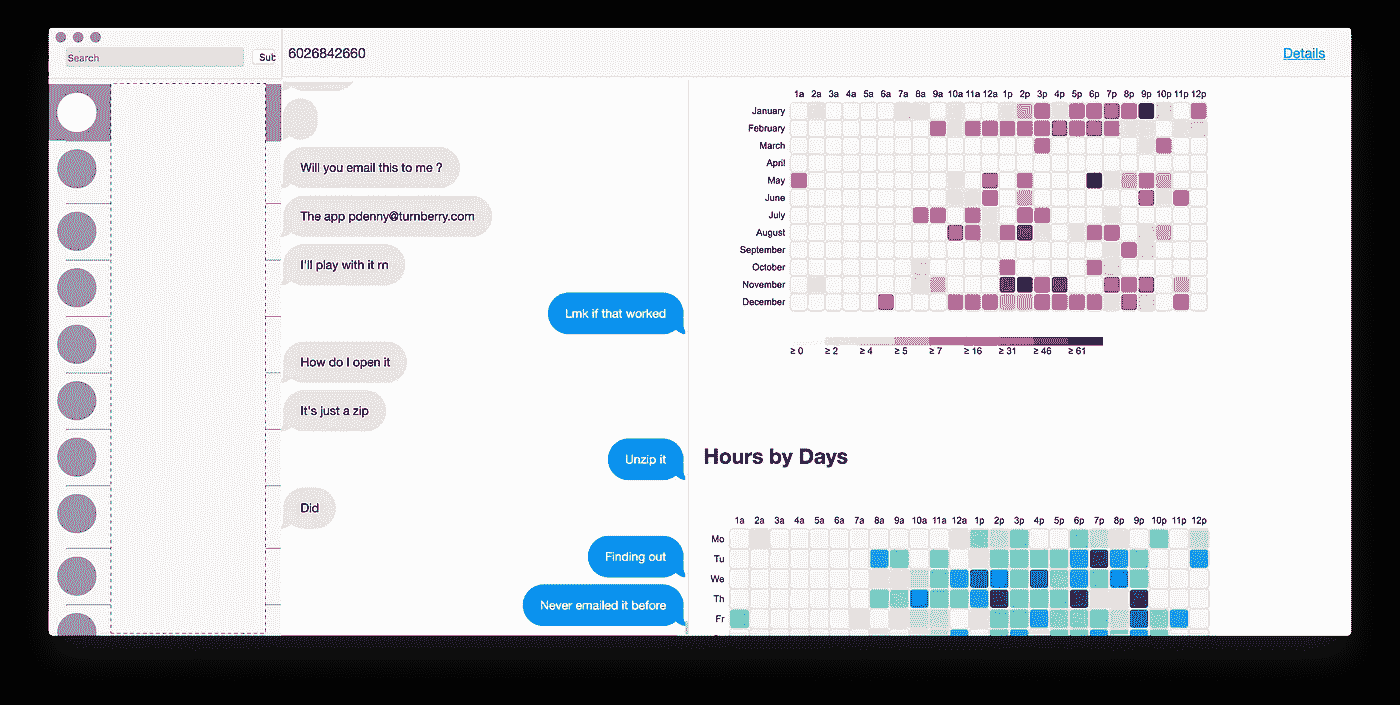 Search
Sub
6026842660
Details
Will you email this to me ?
The app pdenny@turnberry.com
I'll play with it rn
Lmk if that worked
How do I open it
It's just a zip
Unzip it
Did
Finding out
Never emailed it before
1a 2a 3a 4a 5a 6a 7a 8a 9a 10a 11a 12a 1p 2p 3p 4p 5p 6p 7p 8p 9p 10p 11p 12p
January
February
March
April
May
June
July
August
September
October
November
December
≥ 0 ≥ 2 ≥ 4 ≥ 5 ≥ 7 ≥ 16 ≥ 31 ≥ 46 ≥ 61
Hours by Days
1a 2a 3a 4a 5a 6a 7a 8a 9a 10a 11a 12a 1p 2p 3p 4p 5p 6p 7p 8p 9p 10p 11p 12p
Mo
Tu
We
Th
Fr